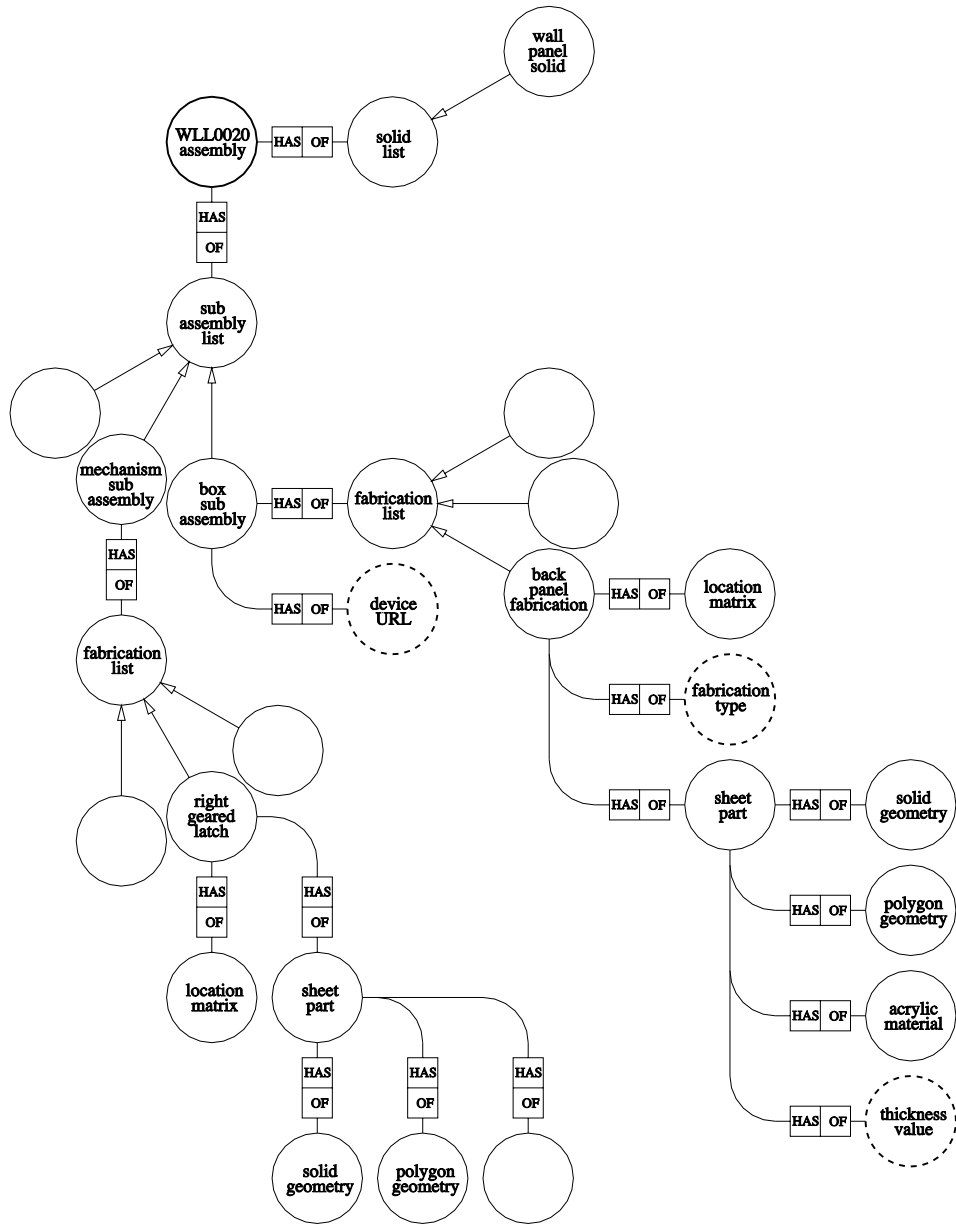 wall
panel
solid
WLL0020
assembly
HAS OF
solid
list
HAS
OF
sub
assembly
list
mechanism
sub
assembly
box
sub
assembly
HAS OF
fabrication
list
HAS
OF
back
panel
fabrication
HAS OF
location
matrix
HAS OF
device
URL
fabrication
list
HAS OF
fabrication
type
right
geared
latch
HAS OF
sheet
part
HAS OF
solid
geometry
HAS
OF
HAS
OF
HAS OF
polygon
geometry
location
matrix
sheet
part
HAS OF
acrylic
material
HAS
OF
HAS
OF
HAS
OF
HAS OF
thickness
value
solid
geometry
polygon
geometry